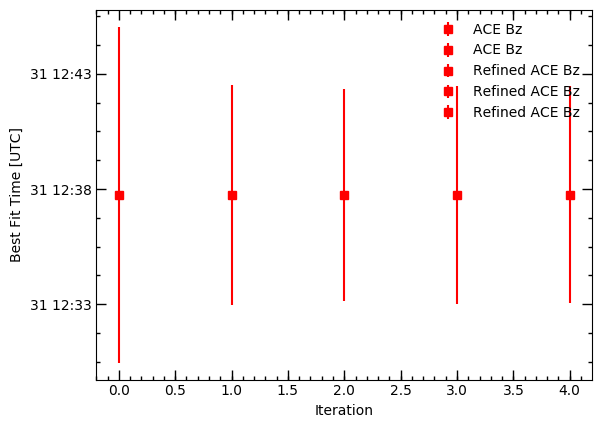 ACE Bz
ACE Bz
Refined ACE Bz
Refined ACE Bz
Refined ACE Bz
31 12:43
31 12:38
31 12:33
Best Fit Time [UTC]
0.0 0.5 1.0 1.5 2.0 2.5 3.0 3.5 4.0
Iteration